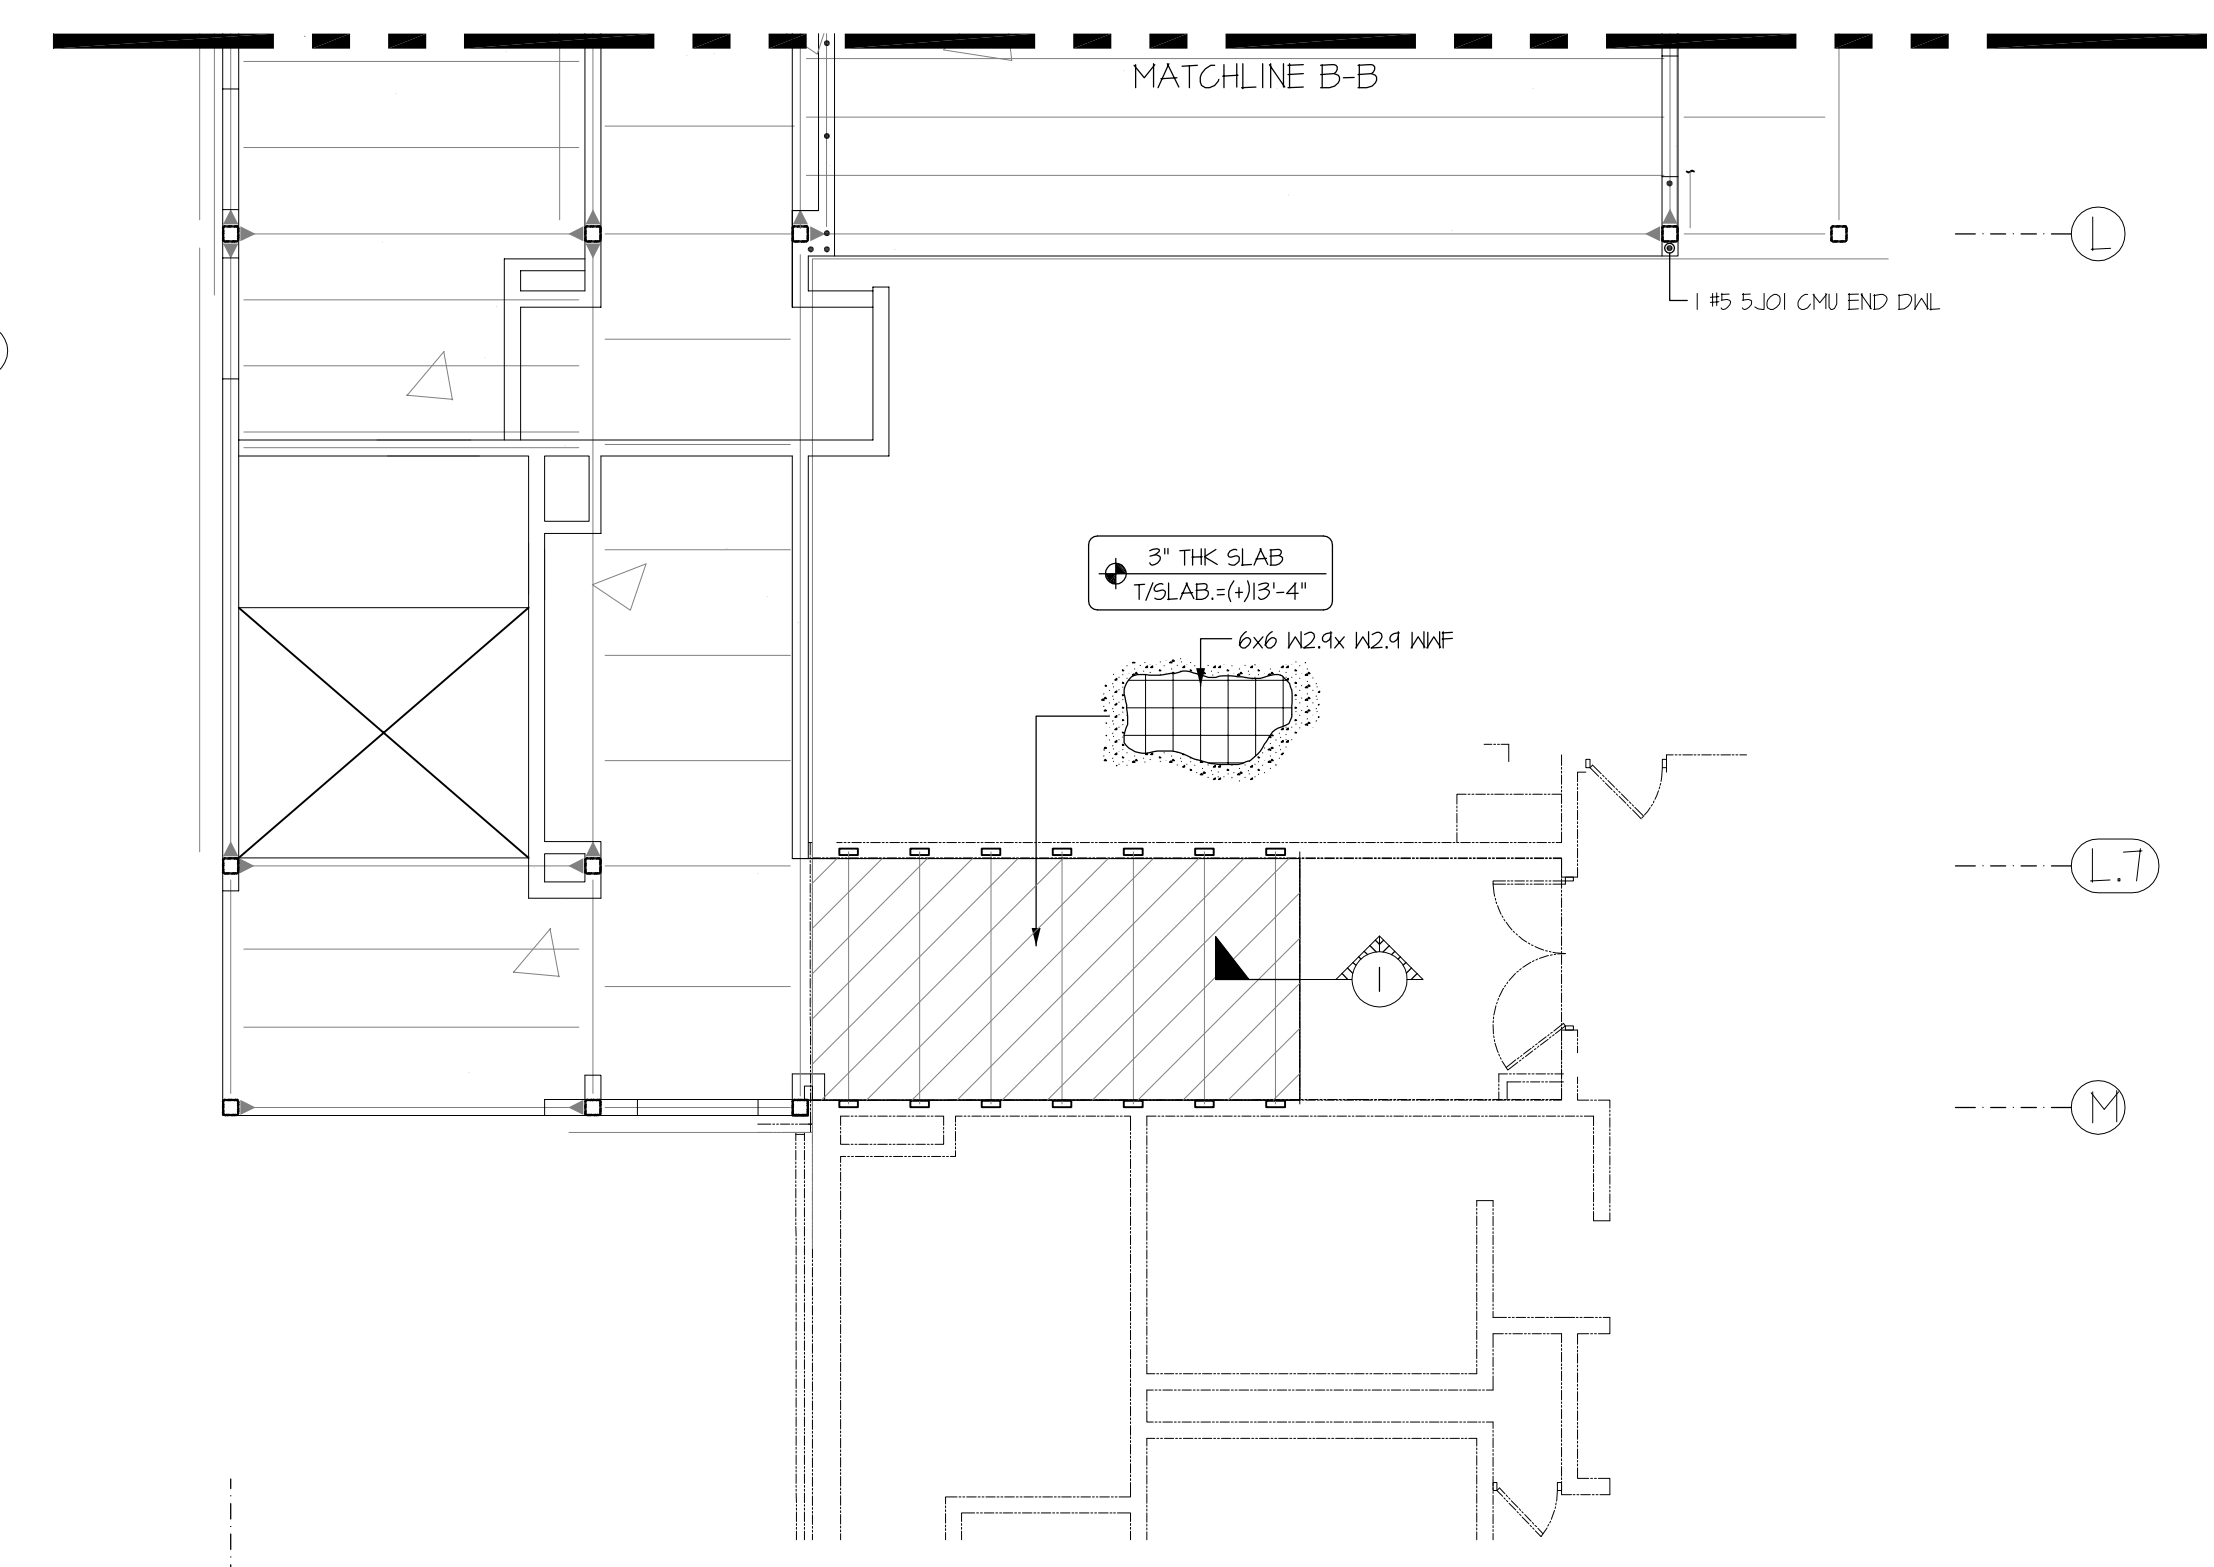 MATCHLINE B-B
L
1 #5 5J01 CMU END DWL
3" THK SLAB
T/SLAB.=(+)13'-4"
6x6 W2.9x W2.9 WWF
L.7
1
M